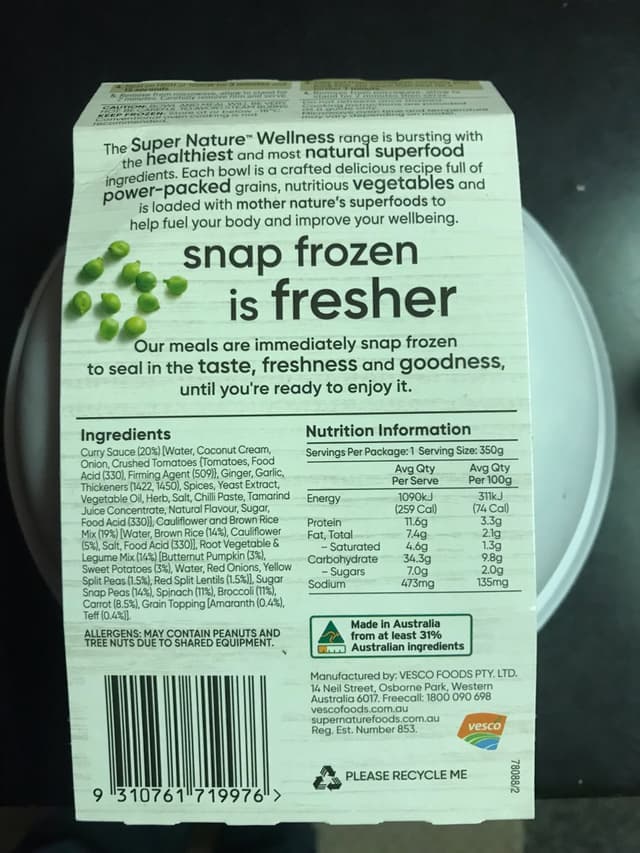 The Super Nature™ Wellness range is bursting with
the healthiest and most natural superfood
ingredients. Each bowl is a crafted delicious recipe full of
power-packed grains, nutritious vegetables and
is loaded with mother nature's superfoods to
help fuel your body and improve your wellbeing.
snap frozen
is fresher
Our meals are immediately snap frozen
to seal in the taste, freshness and goodness,
until you're ready to enjoy it.
Ingredients
Curry Sauce (20%) [Water, Coconut Cream,
Onion, Crushed Tomatoes {Tomatoes, Food
Acid (330), Firming Agent (509)}, Ginger, Garlic,
Thickeners (1422, 1450), Spices, Yeast Extract,
Vegetable Oil, Herb, Salt, Chilli Paste, Tamarind
Juice Concentrate, Natural Flavour, Sugar,
Food Acid (330)], Cauliflower and Brown Rice
Mix (19%) [Water, Brown Rice (14%), Cauliflower
(5%), Salt, Food Acid (330)], Root Vegetable &
Legume Mix (14%) [Butternut Pumpkin (3%),
Sweet Potatoes (3%), Water, Red Onions, Yellow
Split Peas (1.5%), Red Split Lentils (1.5%)], Sugar
Snap Peas (14%), Spinach (11%), Broccoli (11%),
Carrot (8.5%), Grain Topping [Amaranth (0.4%),
Teff (0.4%)].
ALLERGENS: MAY CONTAIN PEANUTS AND
TREE NUTS DUE TO SHARED EQUIPMENT.
Nutrition Information
Servings Per Package: 1 Serving Size: 350g
Avg Qty Avg Qty
Per Serve Per 100g
Energy 1090kJ 311kJ
(259 Cal) (74 Cal)
Protein 11.6g 3.3g
Fat, Total 7.4g 2.1g
– Saturated 4.6g 1.3g
Carbohydrate 34.3g 9.8g
– Sugars 7.0g 2.0g
Sodium 473mg 135mg
Made in Australia
from at least 31%
Australian ingredients
Manufactured by: VESCO FOODS PTY. LTD.
14 Neil Street, Osborne Park, Western
Australia 6017. Freecall: 1800 090 698
vescofoods.com.au
supernaturefoods.com.au
Reg. Est. Number 853.
vesco
PLEASE RECYCLE ME
78088/2
9 310761 719976 >